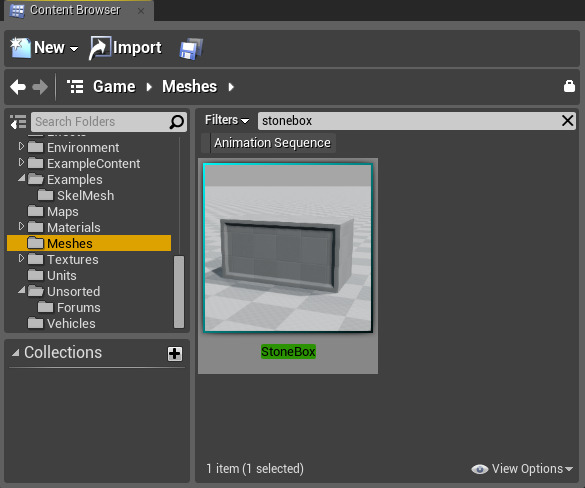 Content Browser
New
Import
Game
Meshes
Search Folders
Effects
Environment
ExampleContent
Examples
SkelMesh
Maps
Materials
Meshes
Textures
Units
Unsorted
Forums
Vehicles
Collections
Filters
stonebox
Animation Sequence
StoneBox
1 item (1 selected)
View Options